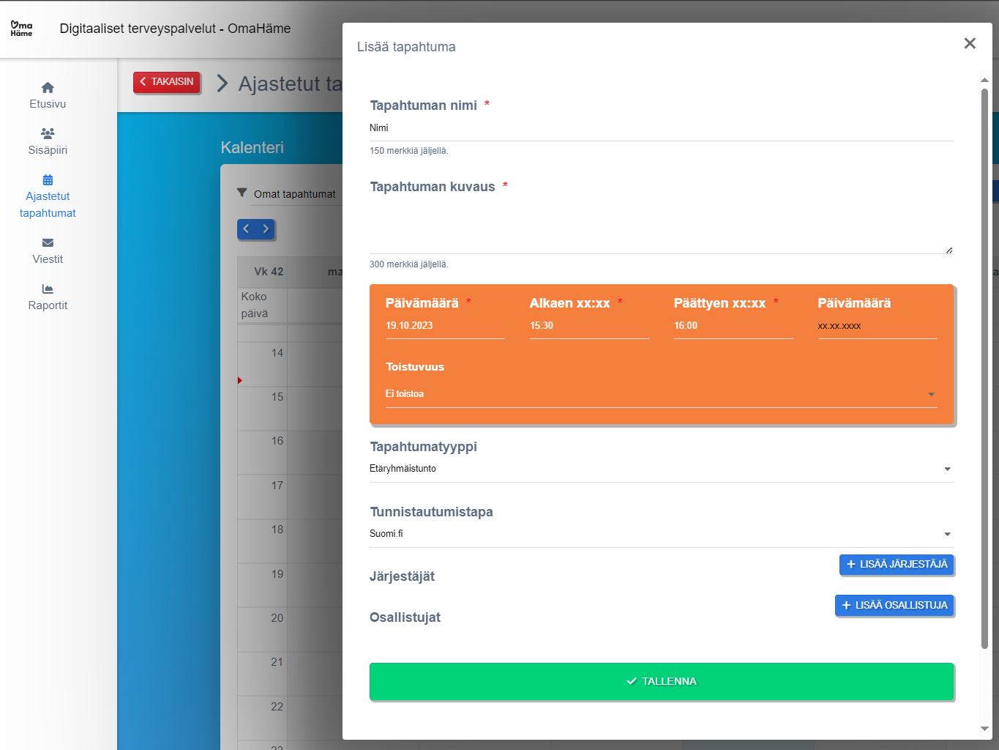 Oma
Häme
Digitaaliset terveyspalvelut - OmaHäme
Etusivu
Sisäpiiri
Ajastetut
tapahtumat
Viestit
Raportit
TAKAISIN
Ajastetut ta
Kalenteri
Omat tapahtumat
Vk 42
ma
Koko
päivä
14
15
16
17
18
19
20
21
22
23
Lisää tapahtuma
Tapahtuman nimi *
Nimi
150 merkkiä jäljellä.
Tapahtuman kuvaus *
300 merkkiä jäljellä.
Päivämäärä * Alkaen xx:xx * Päättyen xx:xx * Päivämäärä
19.10.2023 15:30 16:00 xx.xx.xxxx
Toistuvuus
Ei toistoa
Tapahtumatyyppi
Etäryhmäistunto
Tunnistautumistapa
Suomi.fi
Järjestäjät
+ LISÄÄ JÄRJESTÄJÄ
Osallistujat
+ LISÄÄ OSALLISTUJA
TALLENNA